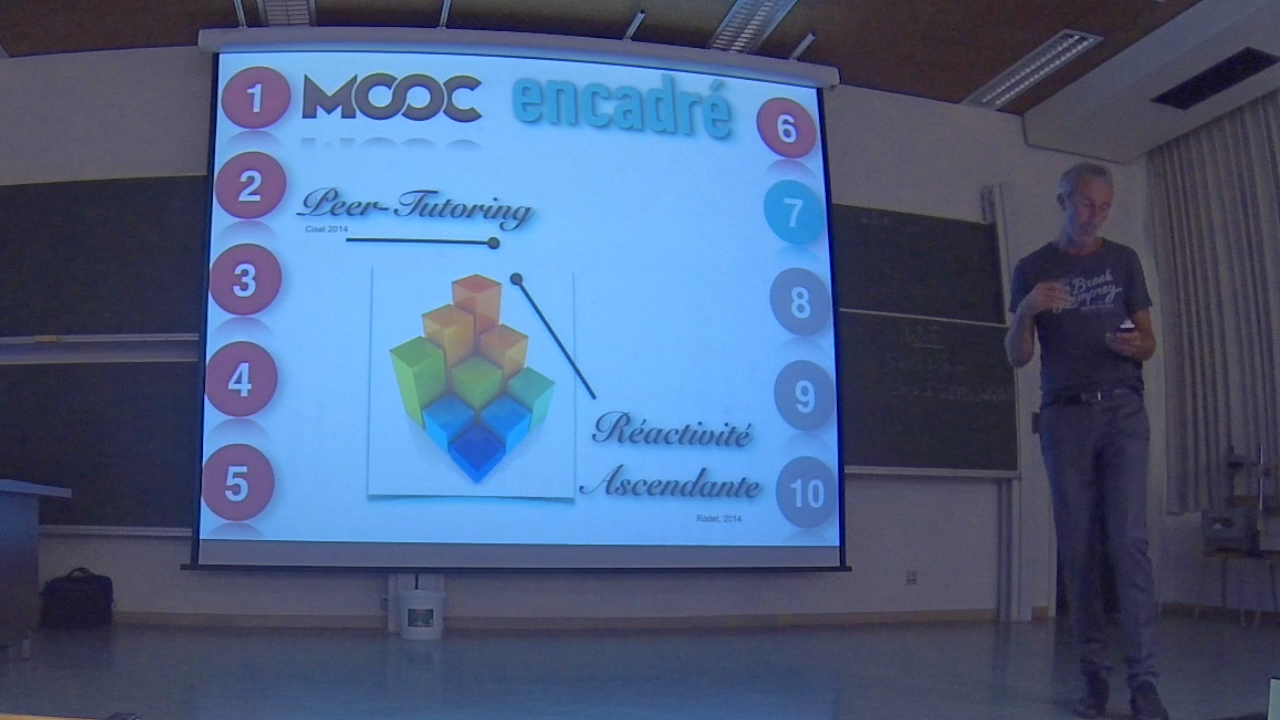 1
MOOC encadré
6
2
Peer-Tutoring
7
Cisel 2014
3
8
4
9
Réactivité
5
Ascendante
10
Rodet, 2014